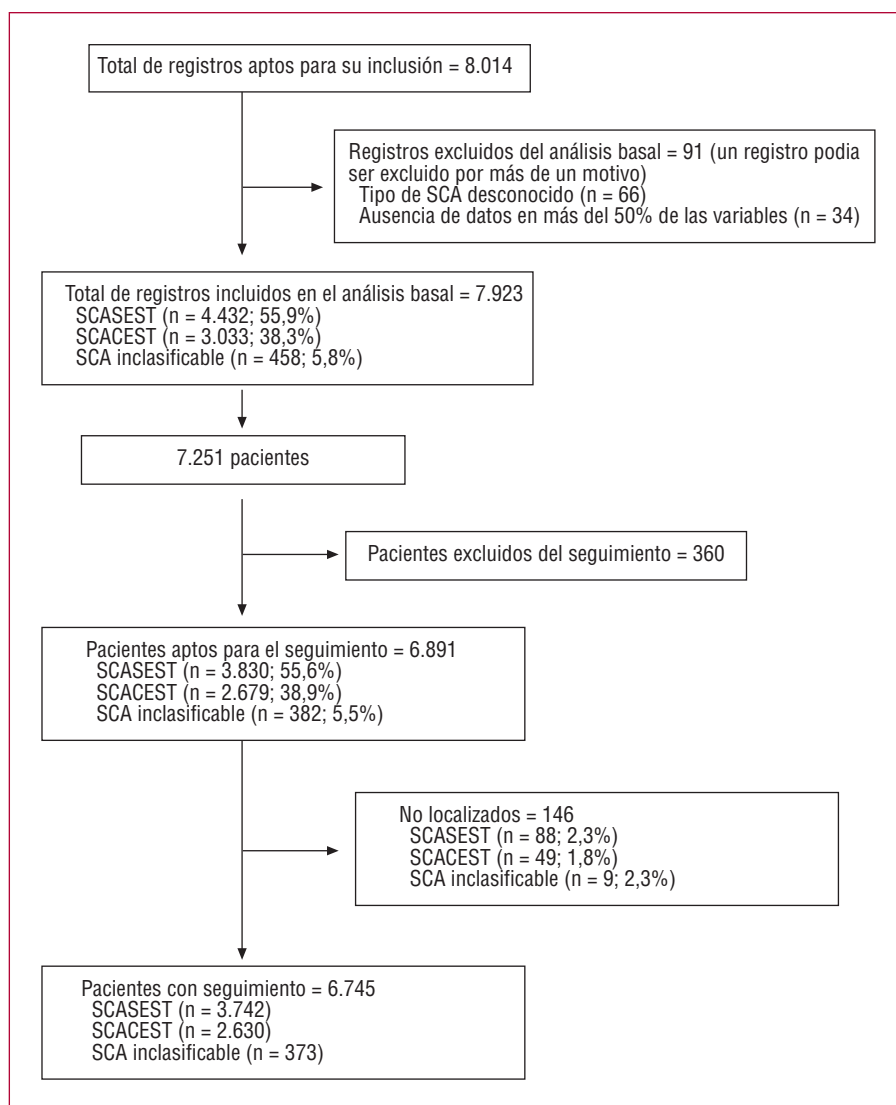 Total de registros aptos para su inclusión = 8.014
Registros excluidos del análisis basal = 91 (un registro podia
ser excluido por más de un motivo)
Tipo de SCA desconocido (n = 66)
Ausencia de datos en más del 50% de las variables (n = 34)
Total de registros incluidos en el análisis basal = 7.923
SCASEST (n = 4.432; 55,9%)
SCACEST (n = 3.033; 38,3%)
SCA inclasificable (n = 458; 5,8%)
7.251 pacientes
Pacientes excluidos del seguimiento = 360
Pacientes aptos para el seguimiento = 6.891
SCASEST (n = 3.830; 55,6%)
SCACEST (n = 2.679; 38,9%)
SCA inclasificable (n = 382; 5,5%)
No localizados = 146
SCASEST (n = 88; 2,3%)
SCACEST (n = 49; 1,8%)
SCA inclasificable (n = 9; 2,3%)
Pacientes con seguimiento = 6.745
SCASEST (n = 3.742)
SCACEST (n = 2.630)
SCA inclasificable (n = 373)